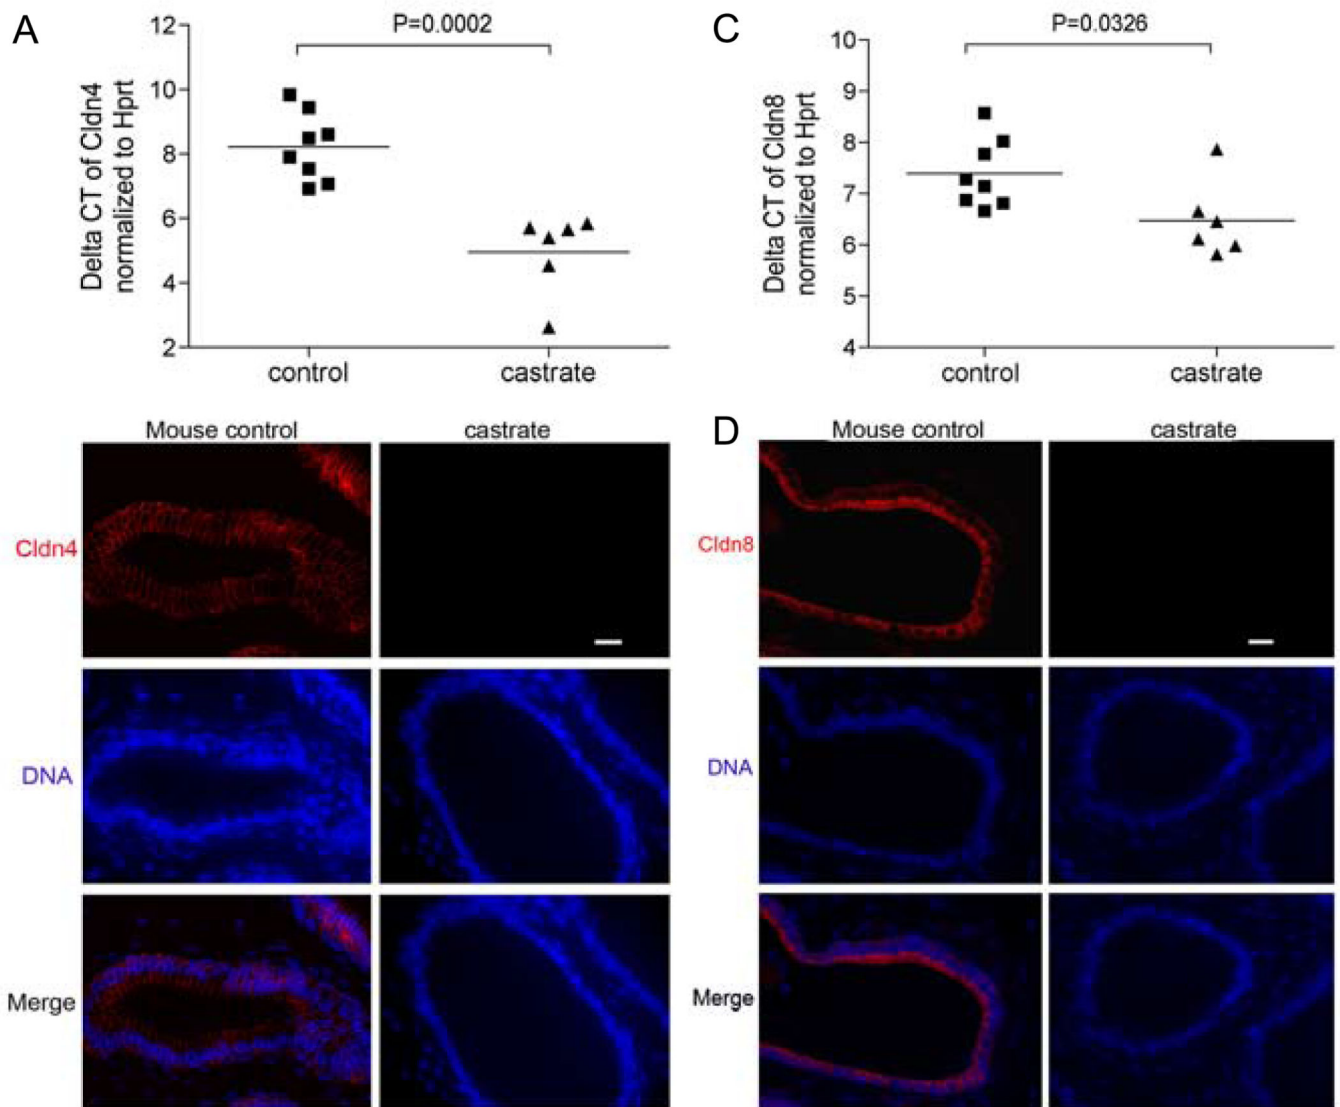 A
P=0.0002
Delta CT of Cldn4
normalized to Hprt
12
10
8
6
4
2
control
castrate
C
P=0.0326
Delta CT of Cldn8
normalized to Hprt
10
9
8
7
6
5
4
control
castrate
Mouse control
castrate
Cldn4
DNA
Merge
D
Mouse control
castrate
Cldn8
DNA
Merge